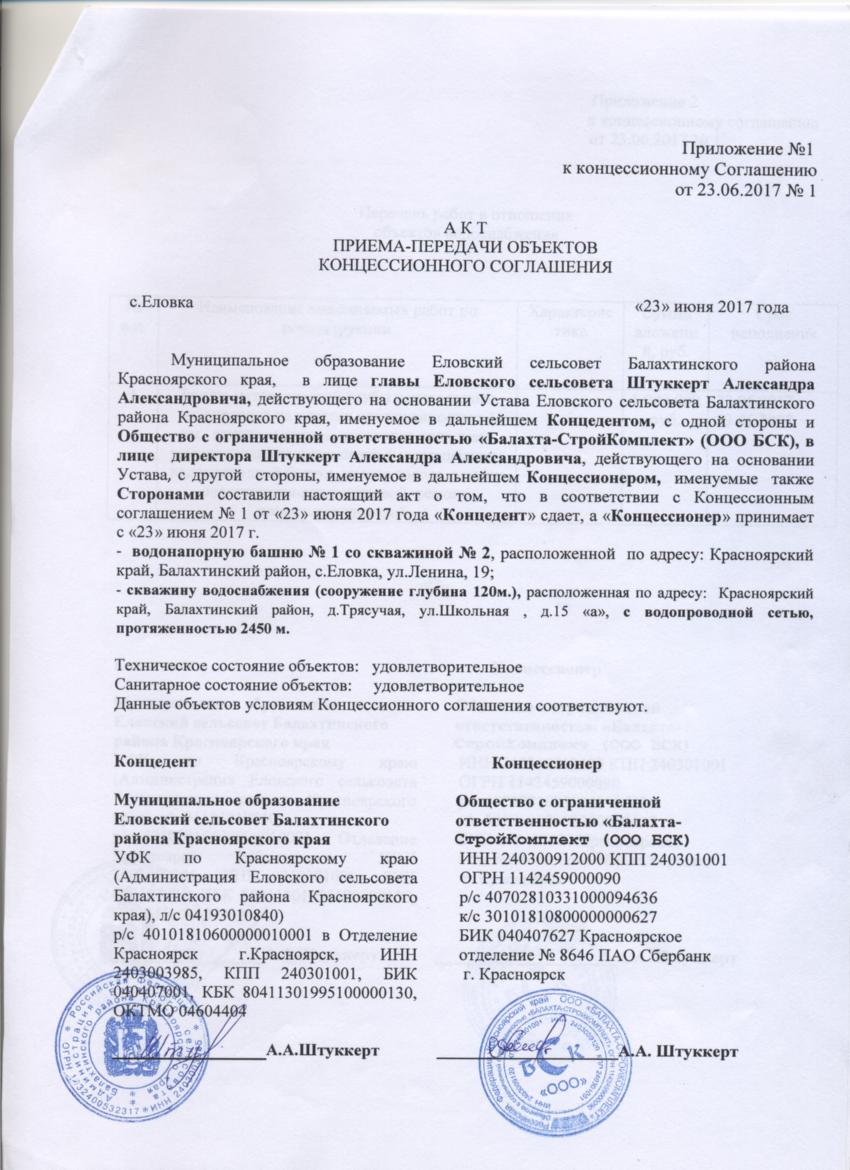 Приложение №1
к концессионному Соглашению
от 23.06.2017 № 1
А К Т
ПРИЕМА-ПЕРЕДАЧИ ОБЪЕКТОВ
КОНЦЕССИОННОГО СОГЛАШЕНИЯ
с.Еловка «23» июня 2017 года
Муниципальное образование Еловский сельсовет Балахтинского района
Красноярского края, в лице главы Еловского сельсовета Штуккерт Александра
Александровича, действующего на основании Устава Еловского сельсовета Балахтинского
района Красноярского края, именуемое в дальнейшем Концедентом, с одной стороны и
Общество с ограниченной ответственностью «Балахта-СтройКомплект» (ООО БСК), в
лице директора Штуккерт Александра Александровича, действующего на основании
Устава, с другой стороны, именуемое в дальнейшем Концессионером, именуемые также
Сторонами составили настоящий акт о том, что в соответствии с Концессионным
соглашением № 1 от «23» июня 2017 года «Концедент» сдает, а «Концессионер» принимает
с «23» июня 2017 г.
- водонапорную башню № 1 со скважиной № 2, расположенной по адресу: Красноярский
край, Балахтинский район, с.Еловка, ул.Ленина, 19;
- скважину водоснабжения (сооружение глубина 120м.), расположенная по адресу: Красноярский
край, Балахтинский район, д.Трясучая, ул.Школьная , д.15 «а», с водопроводной сетью,
протяженностью 2450 м.
Техническое состояние объектов: удовлетворительное
Санитарное состояние объектов: удовлетворительное
Данные объектов условиям Концессионного соглашения соответствуют.
Концедент
Муниципальное образование
Еловский сельсовет Балахтинского
района Красноярского края
УФК по Красноярскому краю
(Администрация Еловского сельсовета
Балахтинского района Красноярского
края), л/с 04193010840)
р/с 40101810600000010001 в Отделение
Красноярск г.Красноярск, ИНН
2403003985, КПП 240301001, БИК
040407001, КБК 80411301995100000130,
ОКТМО 04604404
А.А.Штуккерт
Концессионер
Общество с ограниченной
ответственностью «Балахта-
СтройКомплект (ООО БСК)
ИНН 240300912000 КПП 240301001
ОГРН 1142459000090
р/с 40702810331000094636
к/с 30101810800000000627
БИК 040407627 Красноярское
отделение № 8646 ПАО Сбербанк
г. Красноярск
А.А. Штуккерт
БСК
«ООО»